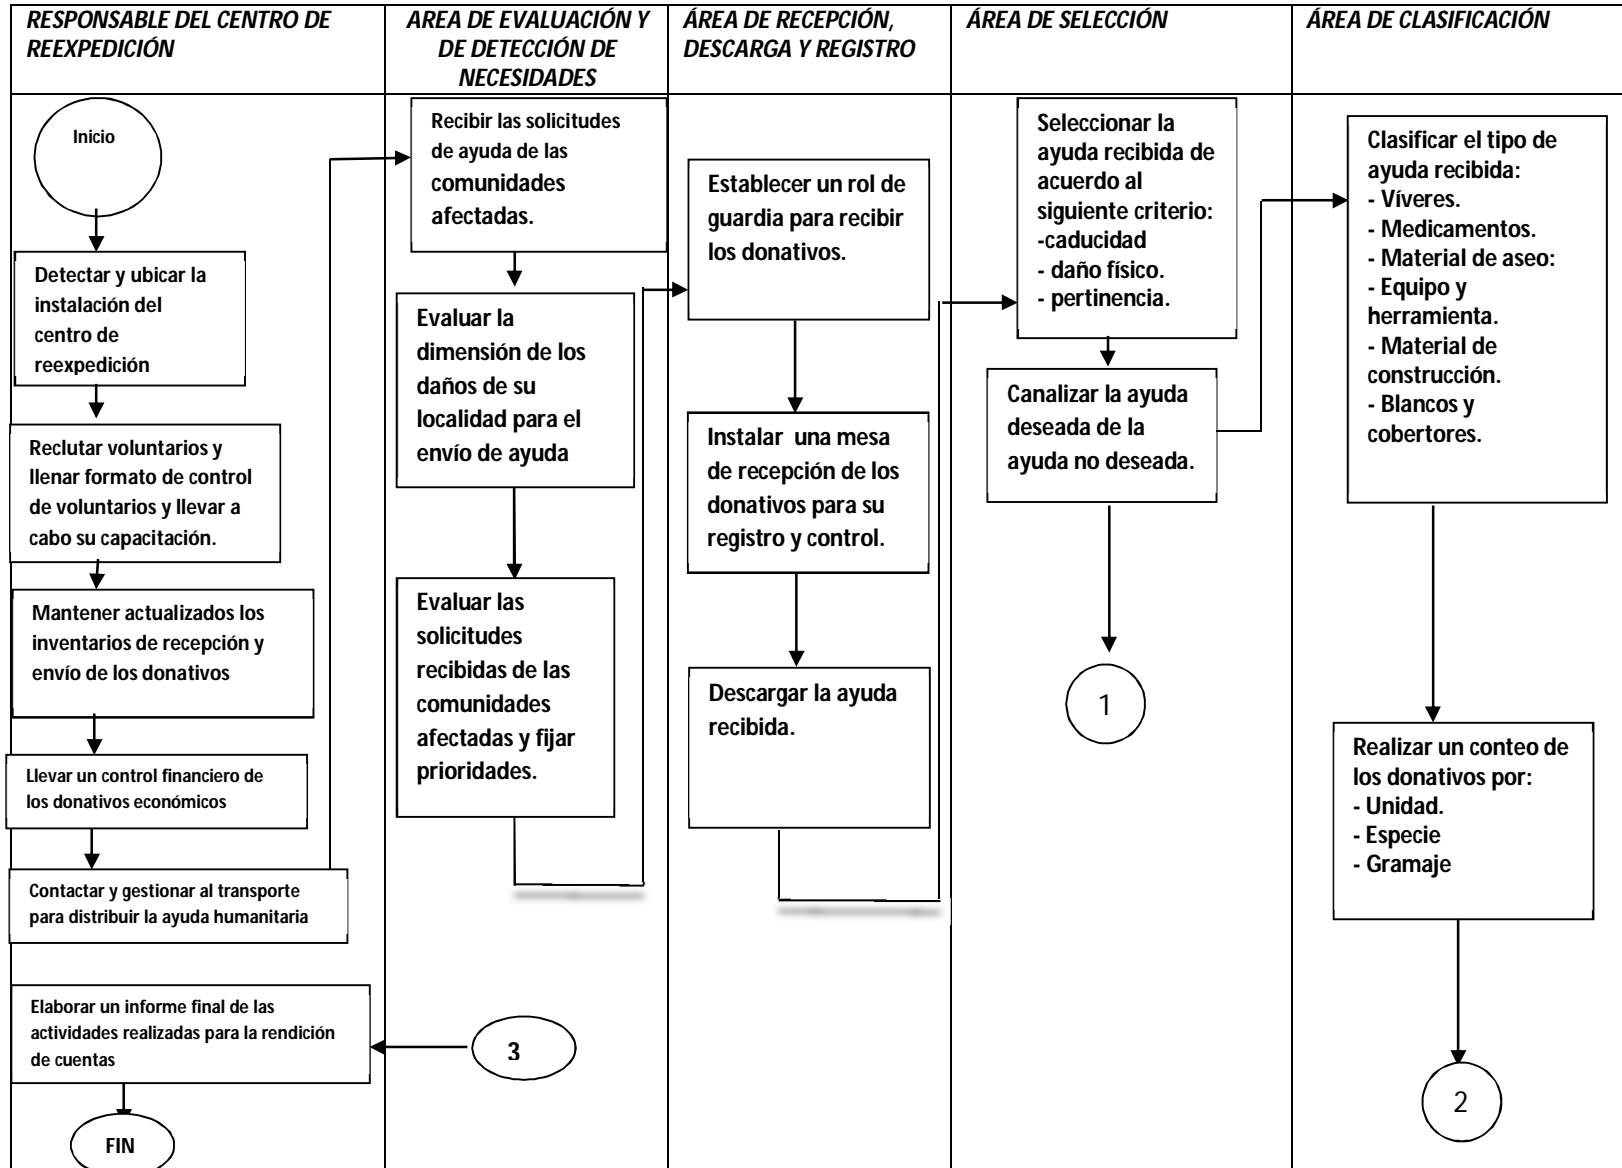 RESPONSABLE DEL CENTRO DE
REEXPEDICIÓN
AREA DE EVALUACIÓN Y
DE DETECCIÓN DE
NECESIDADES
ÁREA DE RECEPCIÓN,
DESCARGA Y REGISTRO
ÁREA DE SELECCIÓN
ÁREA DE CLASIFICACIÓN
Inicio
Detectar y ubicar la
instalación del
centro de
reexpedición
Reclutar voluntarios y
llenar formato de control
de voluntarios y llevar a
cabo su capacitación.
Mantener actualizados los
inventarios de recepción y
envío de los donativos
Llevar un control financiero de
los donativos económicos
Contactar y gestionar al transporte
para distribuir la ayuda humanitaria
Elaborar un informe final de las
actividades realizadas para la rendición
de cuentas
FIN
Recibir las solicitudes
de ayuda de las
comunidades
afectadas.
Evaluar la
dimensión de los
daños de su
localidad para el
envío de ayuda
Evaluar las
solicitudes
recibidas de las
comunidades
afectadas y fijar
prioridades.
3
Establecer un rol de
guardia para recibir
los donativos.
Instalar una mesa
de recepción de los
donativos para su
registro y control.
Descargar la ayuda
recibida.
Seleccionar la
ayuda recibida de
acuerdo al
siguiente criterio:
-caducidad
- daño físico.
- pertinencia.
Canalizar la ayuda
deseada de la
ayuda no deseada.
1
Clasificar el tipo de
ayuda recibida:
- Víveres.
- Medicamentos.
- Material de aseo:
- Equipo y
herramienta.
- Material de
construcción.
- Blancos y
cobertores.
Realizar un conteo de
los donativos por:
- Unidad.
- Especie
- Gramaje
2